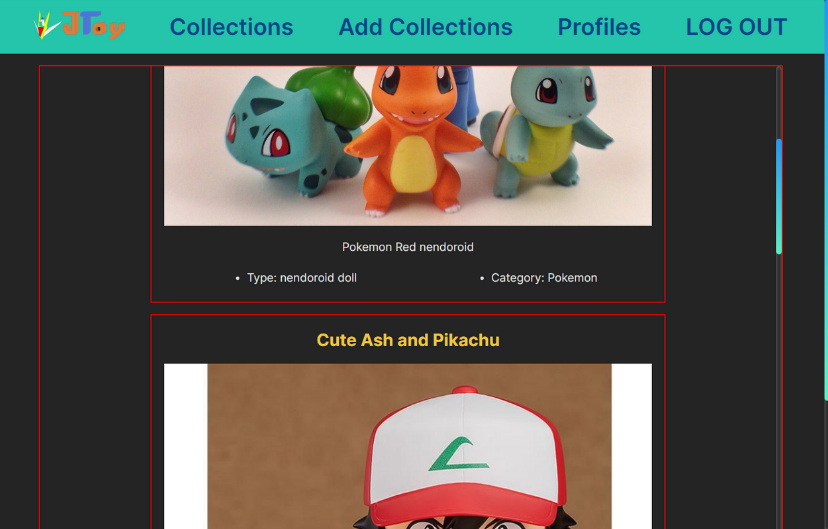 JToy
Collections
Add Collections
Profiles
LOG OUT
Pokemon Red nendoroid
• Type: nendoroid doll
• Category: Pokemon
Cute Ash and Pikachu